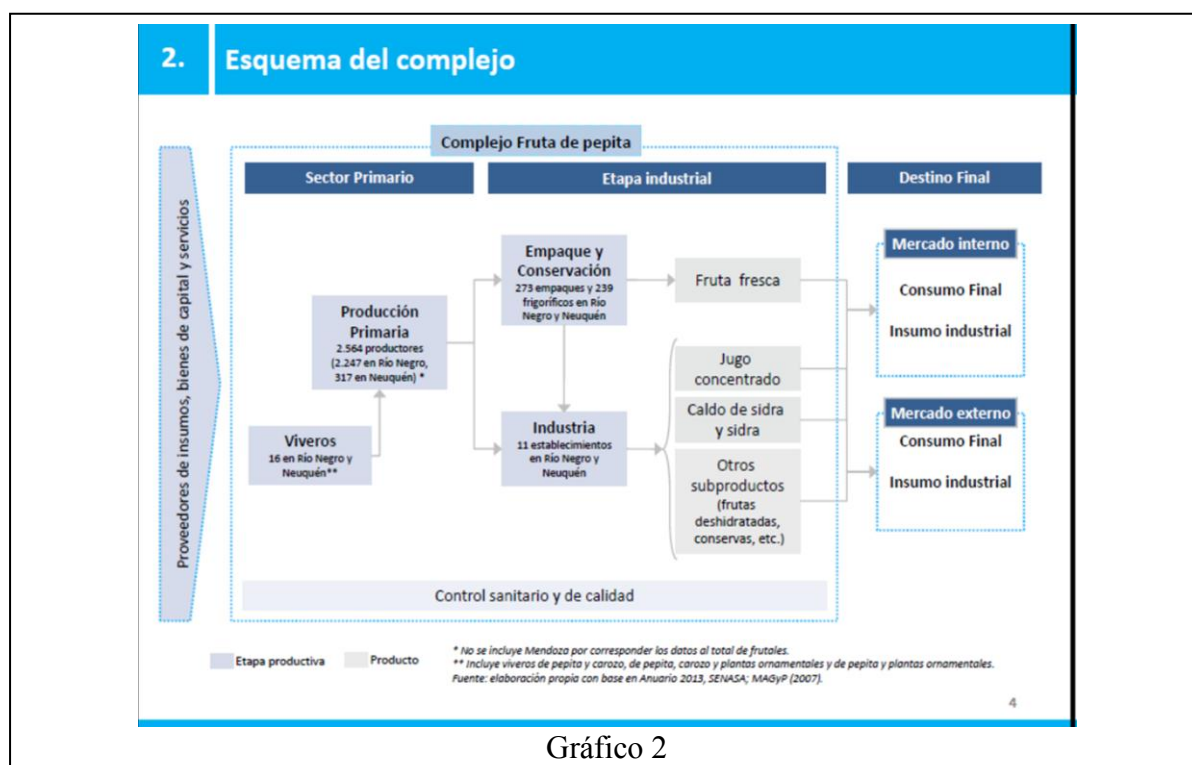 2.
Esquema del complejo
Complejo Fruta de pepita
Sector Primario
Etapa industrial
Destino Final
Proveedores de insumos, bienes de capital y servicios
Viveros
16 en Río Negro y
Neuquén**
Producción
Primaria
2.564 productores
(2.247 en Río Negro,
317 en Neuquén) *
Empaque y
Conservación
273 empaques y 239
frigoríficos en Río
Negro y Neuquén
Industria
11 establecimientos
en Río Negro y
Neuquén
Fruta fresca
Jugo
concentrado
Caldo de sidra
y sidra
Otros
subproductos
(frutas
deshidratadas,
conservas, etc.)
Mercado interno
Consumo Final
Insumo industrial
Mercado externo
Consumo Final
Insumo industrial
Control sanitario y de calidad
Etapa productiva
Producto
* No se incluye Mendoza por corresponder los datos al total de frutales.
** Incluye viveros de pepita y carozo, de pepita, carozo y plantas ornamentales y de pepita y plantas ornamentales.
Fuente: elaboración propia con base en Anuario 2013, SENASA; MAGyP (2007).
4
Gráfico 2